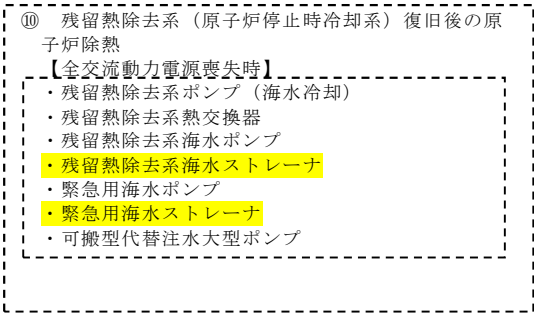 ⑩ 残留熱除去系（原子炉停止時冷却系）復旧後の原
子炉除熱
【全交流動力電源喪失時】
・残留熱除去系ポンプ（海水冷却）
・残留熱除去系熱交換器
・残留熱除去系海水ポンプ
・残留熱除去系海水ストレーナ
・緊急用海水ポンプ
・緊急用海水ストレーナ
・可搬型代替注水大型ポンプ